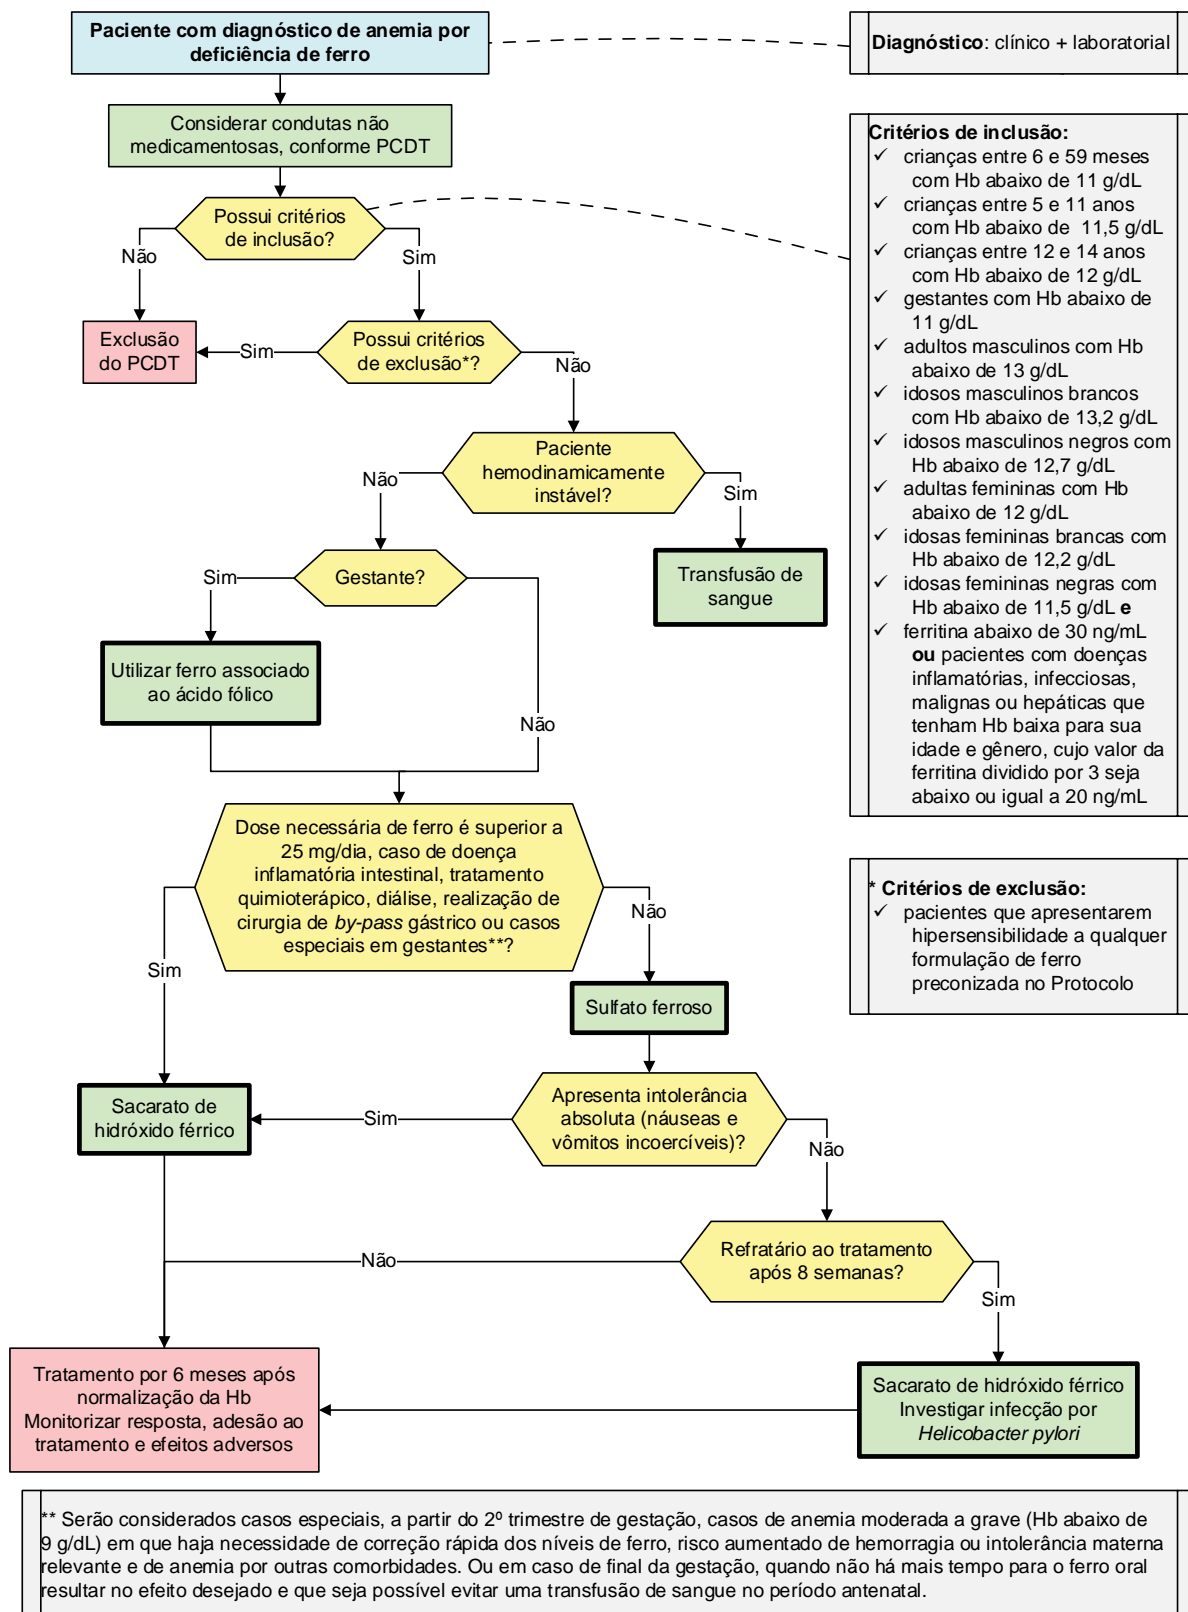 Paciente com diagnóstico de anemia por
deficiência de ferro
Diagnóstico: clínico + laboratorial
Considerar condutas não
medicamentosas, conforme PCDT
Critérios de inclusão:
✓ crianças entre 6 e 59 meses
com Hb abaixo de 11 g/dL
✓ crianças entre 5 e 11 anos
com Hb abaixo de 11,5 g/dL
✓ crianças entre 12 e 14 anos
com Hb abaixo de 12 g/dL
✓ gestantes com Hb abaixo de
11 g/dL
✓ adultos masculinos com Hb
abaixo de 13 g/dL
✓ idosos masculinos brancos
com Hb abaixo de 13,2 g/dL
✓ idosos masculinos negros com
Hb abaixo de 12,7 g/dL
✓ adultas femininas com Hb
abaixo de 12 g/dL
✓ idosas femininas brancas com
Hb abaixo de 12,2 g/dL
✓ idosas femininas negras com
Hb abaixo de 11,5 g/dL e
✓ ferritina abaixo de 30 ng/mL
ou pacientes com doenças
inflamatórias, infecciosas,
malignas ou hepáticas que
tenham Hb baixa para sua
idade e gênero, cujo valor da
ferritina dividido por 3 seja
abaixo ou igual a 20 ng/mL
Possui critérios
de inclusão?
Não
Sim
Exclusão
do PCDT
Sim
Possui critérios
de exclusão*?
Não
Paciente
hemodinamicamente
instável?
Não
Sim
Transfusão de
sangue
Gestante?
Sim
Utilizar ferro associado
ao ácido fólico
Não
Dose necessária de ferro é superior a
25 mg/dia, caso de doença
inflamatória intestinal, tratamento
quimioterápico, diálise, realização de
cirurgia de by-pass gástrico ou casos
especiais em gestantes**?
Não
Sim
* Critérios de exclusão:
✓ pacientes que apresentarem
hipersensibilidade a qualquer
formulação de ferro
preconizada no Protocolo
Sulfato ferroso
Apresenta intolerância
absoluta (náuseas e
vômitos incoercíveis)?
Sim
Sacarato de
hidróxido férrico
Não
Refratário ao tratamento
após 8 semanas?
Não
Sim
Tratamento por 6 meses após
normalização da Hb
Monitorizar resposta, adesão ao
tratamento e efeitos adversos
Sacarato de hidróxido férrico
Investigar infecção por
Helicobacter pylori
** Serão considerados casos especiais, a partir do 2º trimestre de gestação, casos de anemia moderada a grave (Hb abaixo de
9 g/dL) em que haja necessidade de correção rápida dos níveis de ferro, risco aumentado de hemorragia ou intolerância materna
relevante e de anemia por outras comorbidades. Ou em caso de final da gestação, quando não há mais tempo para o ferro oral
resultar no efeito desejado e que seja possível evitar uma transfusão de sangue no período antenatal.